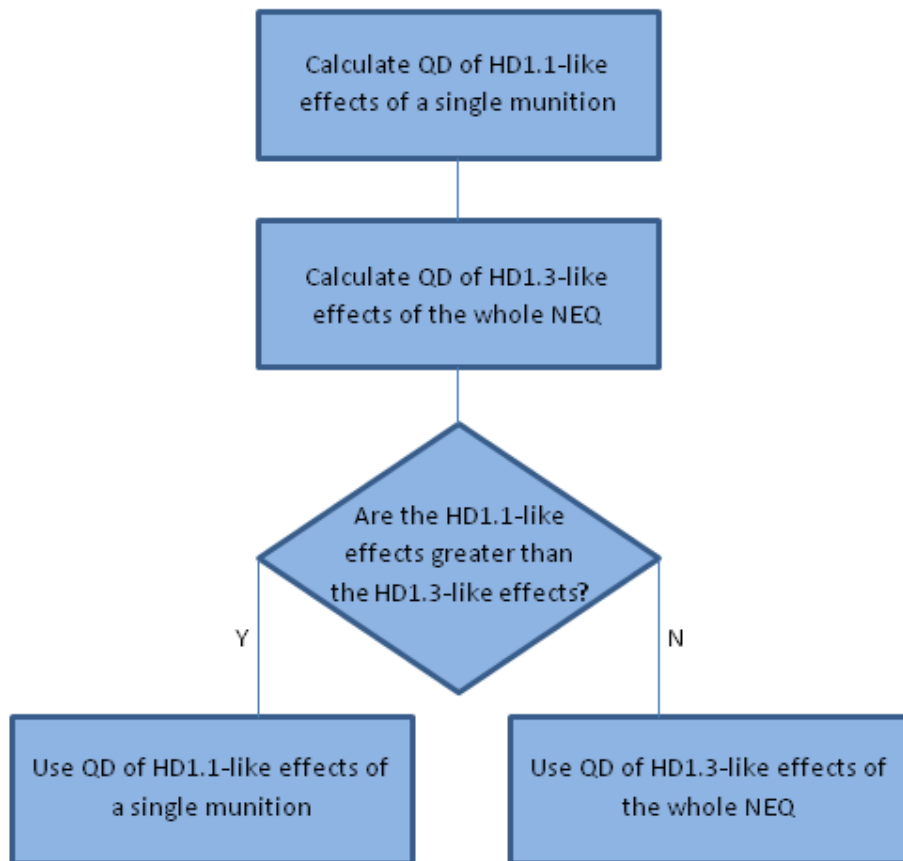 Calculate QD of HD1.1-like
effects of a single munition
Calculate QD of HD1.3-like
effects of the whole NEQ
Are the HD1.1-like
effects greater than
the HD1.3-like effects?
Y
N
Use QD of HD1.1-like effects of
a single munition
Use QD of HD1.3-like effects of
the whole NEQ